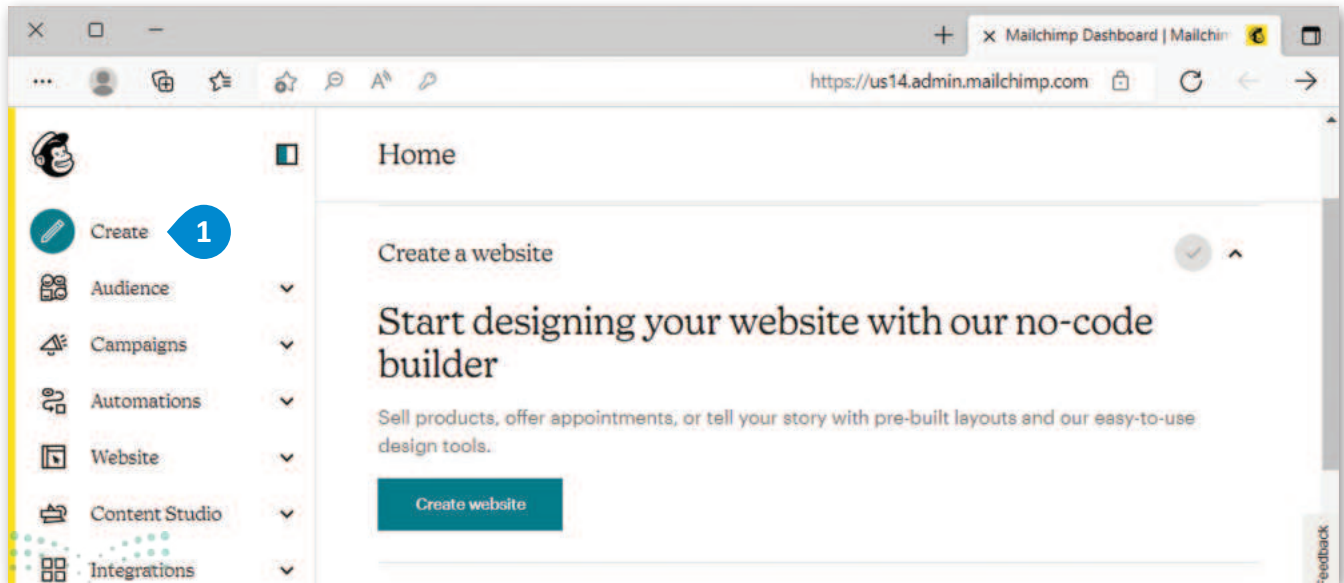 Mailchimp Dashboard | Mailchim
https://us14.admin.mailchimp.com
Home
Create
1
Audience
Campaigns
Automations
Website
Content Studio
Integrations
Create a website
Start designing your website with our no-code
builder
Sell products, offer appointments, or tell your story with pre-built layouts and our easy-to-use
design tools.
Create website
Feedback